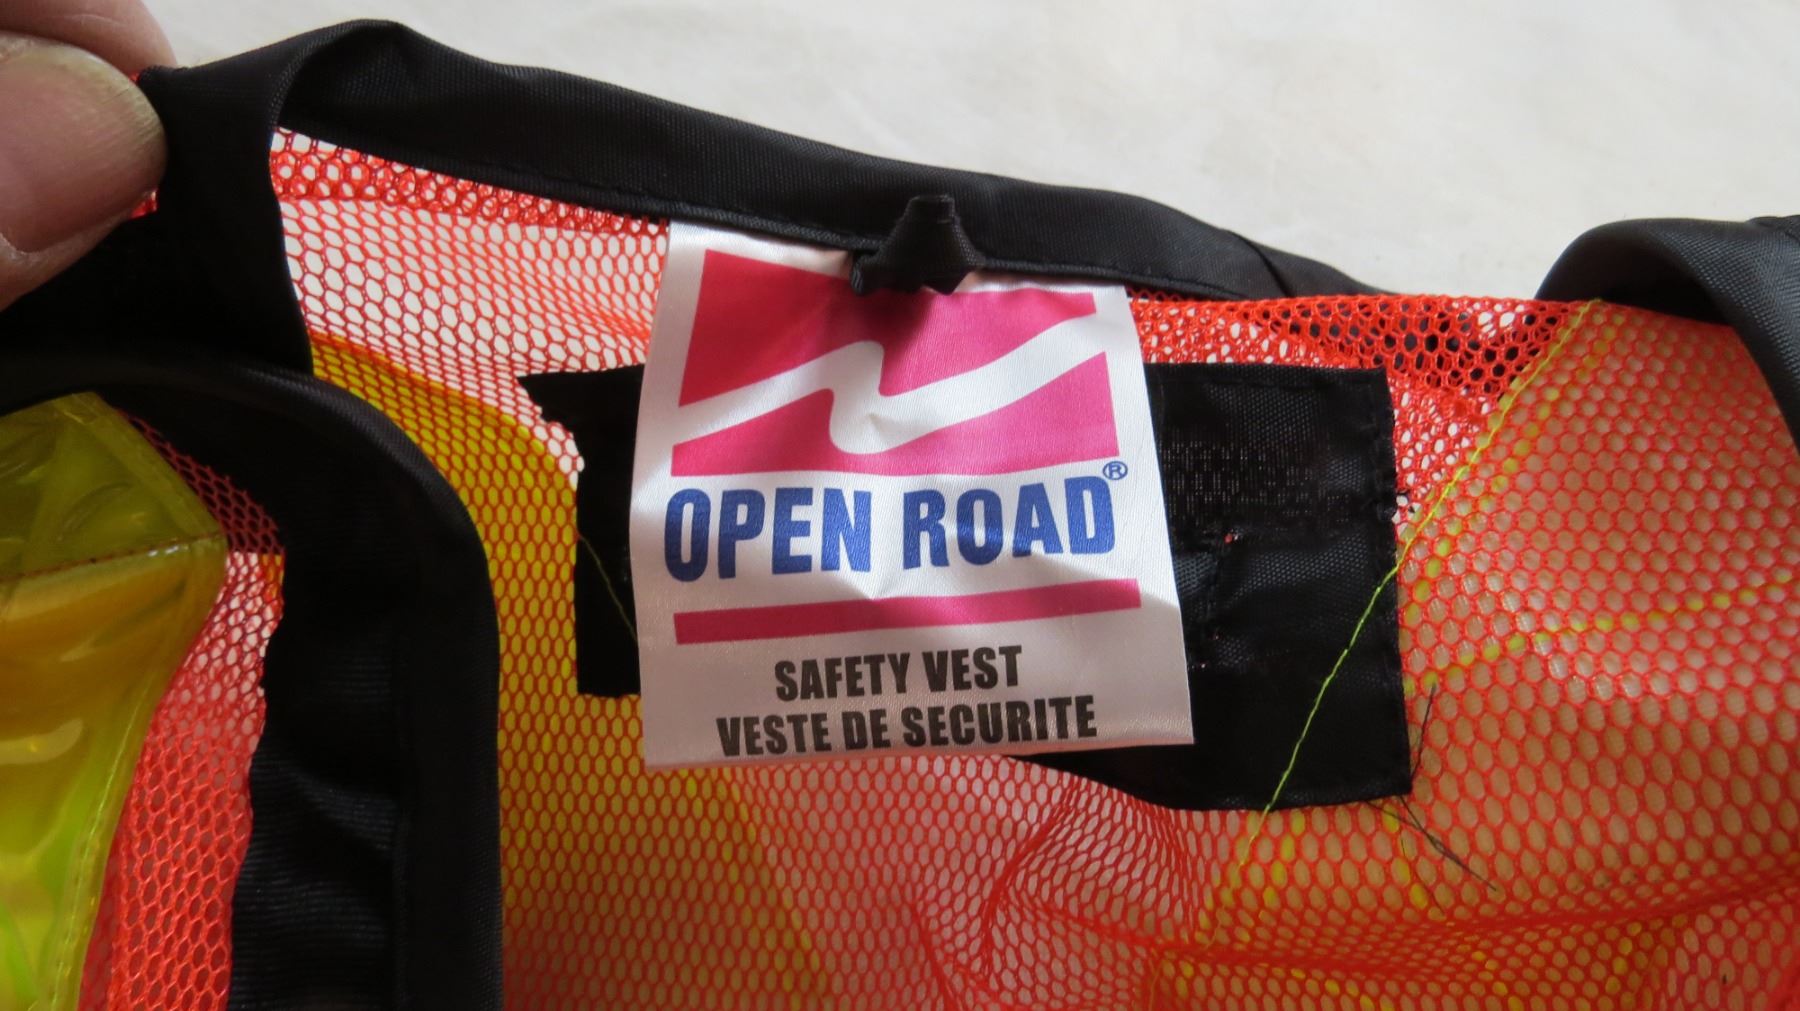 OPEN ROAD®
SAFETY VEST
VESTE DE SECURITE